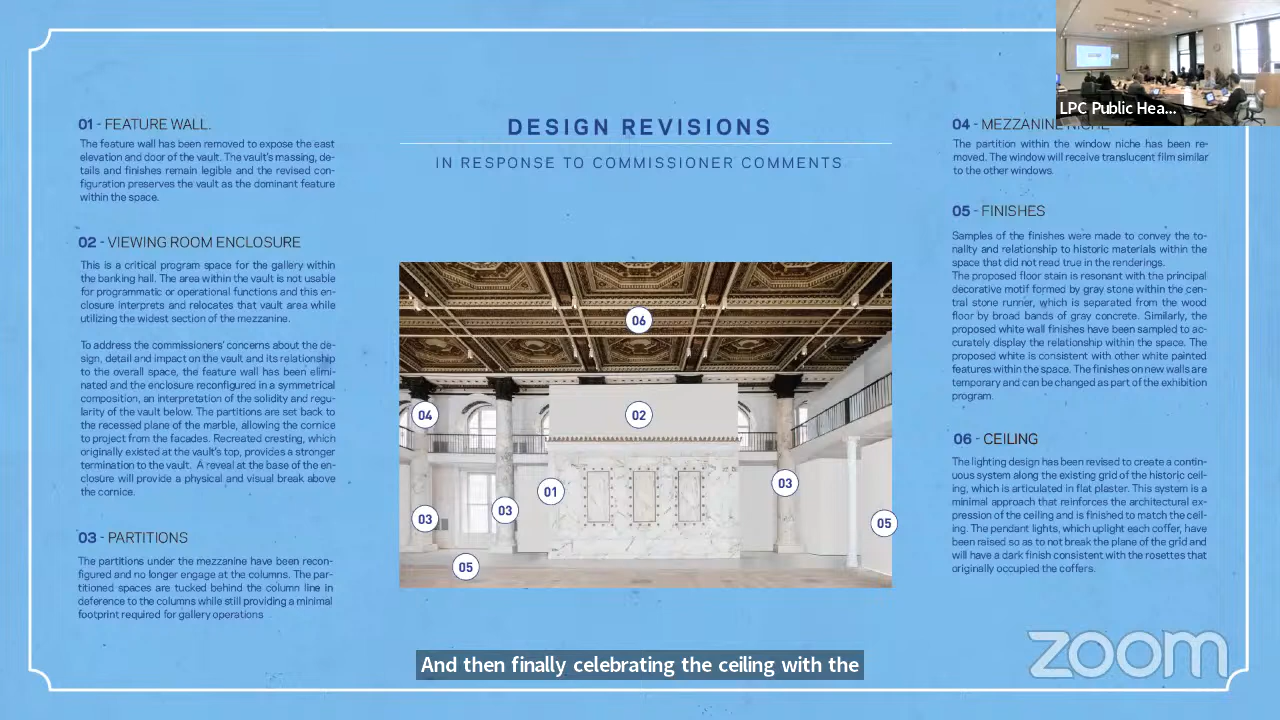 LPC Public Hea...
DESIGN REVISIONS
IN RESPONSE TO COMMISSIONER COMMENTS
01 - FEATURE WALL.
The feature wall has been removed to expose the east
elevation and door of the vault. The vault's massing, de-
tails and finishes remain legible and the revised con-
figuration preserves the vault as the dominant feature
within the space.
02 - VIEWING ROOM ENCLOSURE
This is a critical program space for the gallery within
the banking hall. The area within the vault is not usable
for programmatic or operational functions and this en-
closure interprets and relocates that vault area while
utilizing the widest section of the mezzanine.
To address the commissioners' concerns about the de-
sign, detail and impact on the vault and its relationship
to the overall space, the feature wall has been elimi-
nated and the enclosure reconfigured in a symmetrical
composition, an interpretation of the solidity and regu-
larity of the vault below. The partitions are set back to
the recessed plane of the marble, allowing the cornice
to project from the facades. Recreated cresting, which
originally existed at the vault's top, provides a stronger
termination to the vault. A reveal at the base of the en-
closure will provide a physical and visual break above
the cornice.
03 - PARTITIONS
The partitions under the mezzanine have been recon-
figured and no longer engage at the columns. The par-
titioned spaces are tucked behind the column line in
deference to the columns while still providing a minimal
footprint required for gallery operations
06
04
02
01
03
03
03
05
05
04 - MEZZANINE NICHE
The partition within the window niche has been re-
moved. The window will receive translucent film similar
to the other windows.
05 - FINISHES
Samples of the finishes were made to convey the to-
nality and relationship to historic materials within the
space that did not read true in the renderings.
The proposed floor stain is resonant with the principal
decorative motif formed by gray stone within the cen-
tral stone runner, which is separated from the wood
floor by broad bands of gray concrete. Similarly, the
proposed white wall finishes have been sampled to ac-
curately display the relationship within the space. The
proposed white is consistent with other white painted
features within the space. The finishes on new walls are
temporary and can be changed as part of the exhibition
program.
06 - CEILING
The lighting design has been revised to create a contin-
uous system along the existing grid of the historic ceil-
ing, which is articulated in flat plaster. This system is a
minimal approach that reinforces the architectural ex-
pression of the ceiling and is finished to match the ceil-
ing. The pendant lights, which uplight each coffer, have
been raised so as to not break the plane of the grid and
will have a dark finish consistent with the rosettes that
originally occupied the coffers.
And then finally celebrating the ceiling with the
zoom